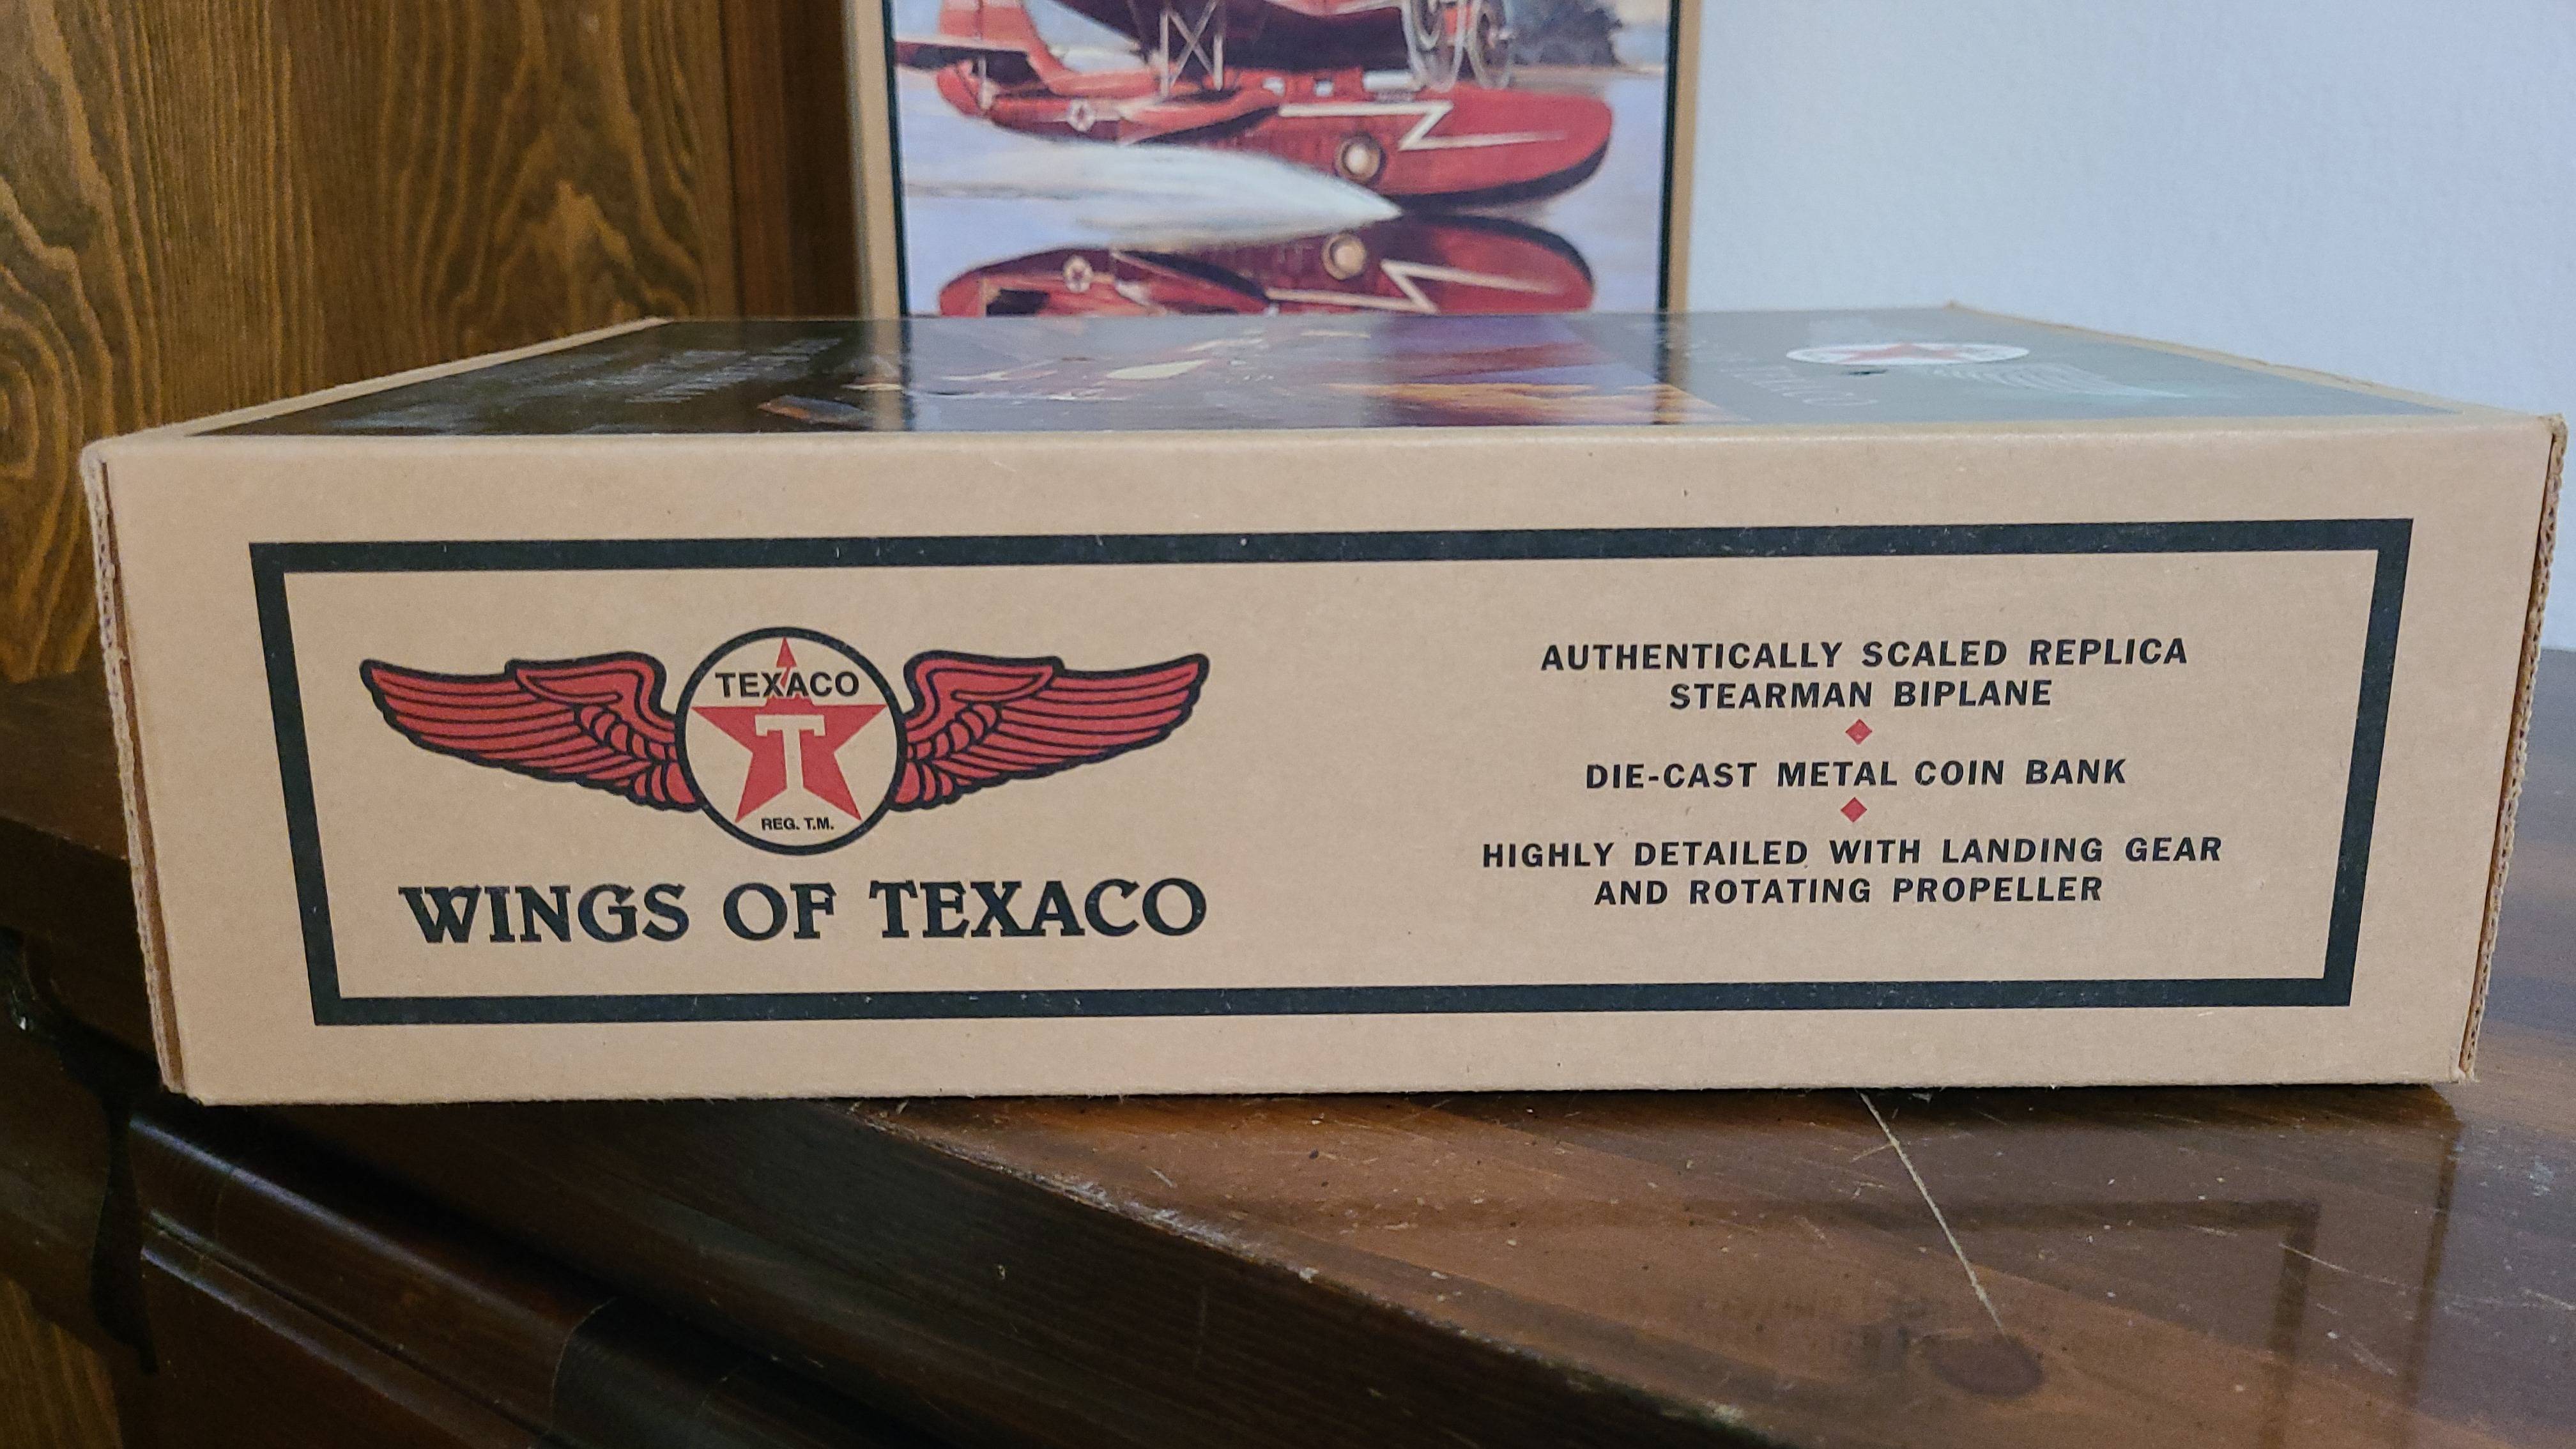 TEXACO
T
REG. T.M.
WINGS OF TEXACO
AUTHENTICALLY SCALED REPLICA
STEARMAN BIPLANE
DIE-CAST METAL COIN BANK
HIGHLY DETAILED WITH LANDING GEAR
AND ROTATING PROPELLER